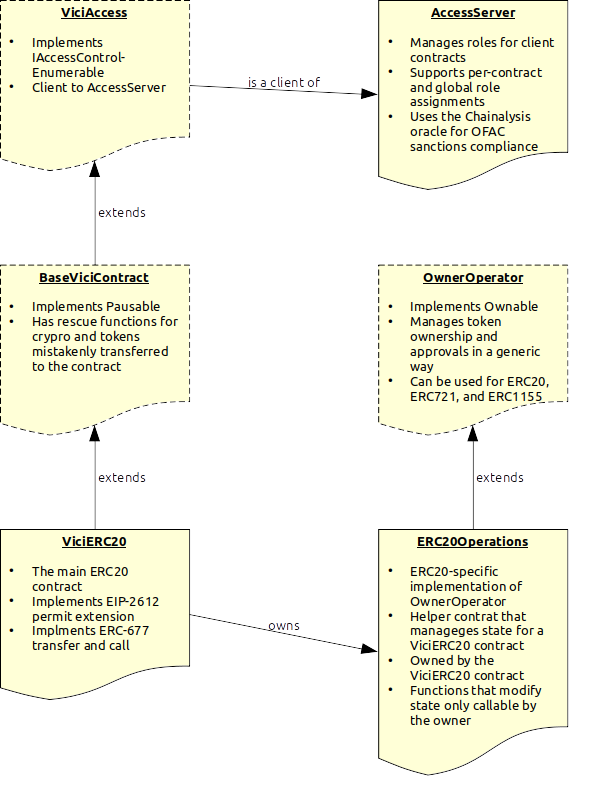 ViciAccess
• Implements
IAccessControl-
Enumerable
• Client to AccessServer
is a client of
AccessServer
• Manages roles for client
contracts
• Supports per-contract
and global role
assignments
• Uses the Chainalysis
oracle for OFAC
sanctions compliance
extends
BaseViciContract
• Implements Pausable
• Has rescue functions for
crypro and tokens
mistakenly transferred
to the contract
OwnerOperator
• Implements Ownable
• Manages token
ownership and
approvals in a generic
way
• Can be used for ERC20,
ERC721, and ERC1155
extends
extends
ViciERC20
• The main ERC20
contract
• Implements EIP-2612
permit extension
• Implments ERC-677
transfer and call
owns
ERC20Operations
• ERC20-specific
implementation of
OwnerOperator
• Helper contrat that
manageges state for a
ViciERC20 contract
• Owned by the
ViciERC20 contract
• Functions that modify
state only callable by
the owner